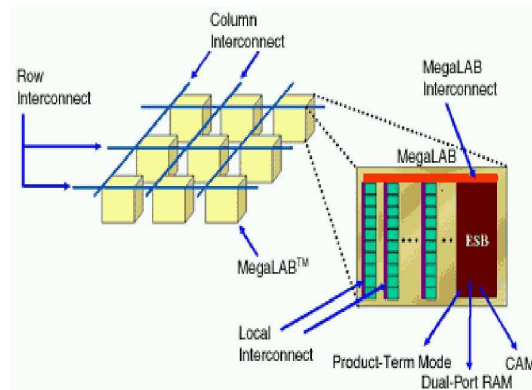 Column
Interconnect
Row
Interconnect
MegaLAB
Interconnect
MegaLAB
ESB
MegaLAB™
Local
Interconnect
Product-Term Mode
Dual-Port RAM
CAM